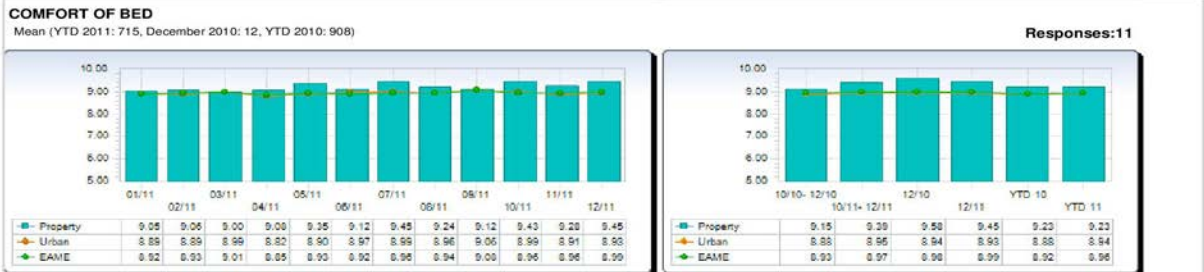 COMFORT OF BED
Mean (YTD 2011: 715, December 2010: 12, YTD 2010: 908)
Responses:11
10.00
9.00
8.00
7.00
6.00
5.00
01/11 03/11 05/11 07/11 09/11 11/11
02/11 04/11 06/11 08/11 10/11 12/11
Property 9.05 9.06 9.00 9.08 9.35 9.12 9.45 9.24 9.12 9.43 9.28 9.45
Urban 8.89 8.89 8.99 8.82 8.90 8.97 8.99 8.96 9.06 8.99 8.91 8.93
EAME 8.92 8.93 9.01 8.85 8.93 8.92 8.96 8.94 9.08 8.96 8.96 8.99
10.00
9.00
8.00
7.00
6.00
5.00
10/10- 12/10 12/10 YTD 10
10/11- 12/11 12/11 YTD 11
Property 9.15 9.39 9.58 9.45 9.23 9.23
Urban 8.88 8.95 8.94 8.93 8.88 8.94
EAME 8.93 8.97 8.98 8.99 8.92 8.96